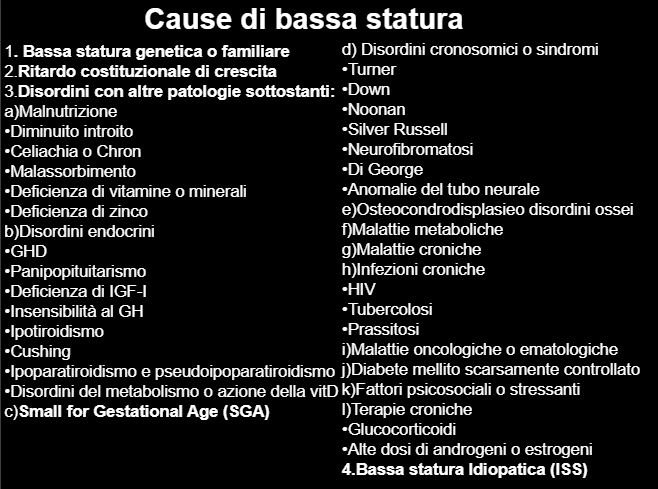 Cause di bassa statura
1. Bassa statura genetica o familiare
2.Ritardo costituzionale di crescita
3.Disordini con altre patologie sottostanti:
a)Malnutrizione
•Diminuito introito
•Celiachia o Chron
•Malassorbimento
•Deficienza di vitamine o minerali
•Deficienza di zinco
b)Disordini endocrini
•GHD
•Panipopituitarismo
•Deficienza di IGF-I
•Insensibilità al GH
•Ipotiroidismo
•Cushing
•Ipoparatiroidismo e pseudoipoparatiroidismo
•Disordini del metabolismo o azione della vitD
c)Small for Gestational Age (SGA)
d) Disordini cronosomici o sindromi
•Turner
•Down
•Noonan
•Silver Russell
•Neurofibromatosi
•Di George
•Anomalie del tubo neurale
e)Osteocondrodisplasieo disordini ossei
f)Malattie metaboliche
g)Malattie croniche
h)Infezioni croniche
•HIV
•Tubercolosi
•Prassitosi
i)Malattie oncologiche o ematologiche
j)Diabete mellito scarsamente controllato
k)Fattori psicosociali o stressanti
l)Terapie croniche
•Glucocorticoidi
•Alte dosi di androgeni o estrogeni
4.Bassa statura Idiopatica (ISS)